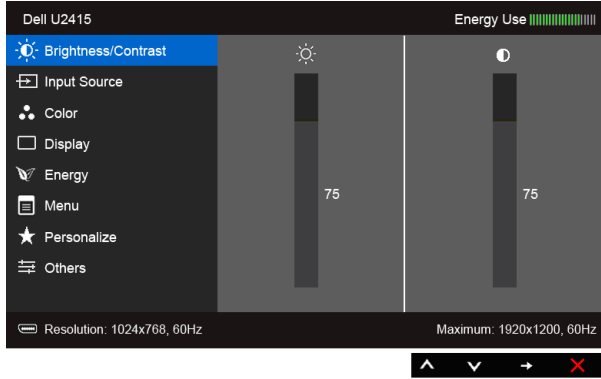 Dell U2415
Energy Use
Brightness/Contrast
Input Source
Color
Display
Energy
Menu
Personalize
Others
75
75
Resolution: 1024x768, 60Hz
Maximum: 1920x1200, 60Hz